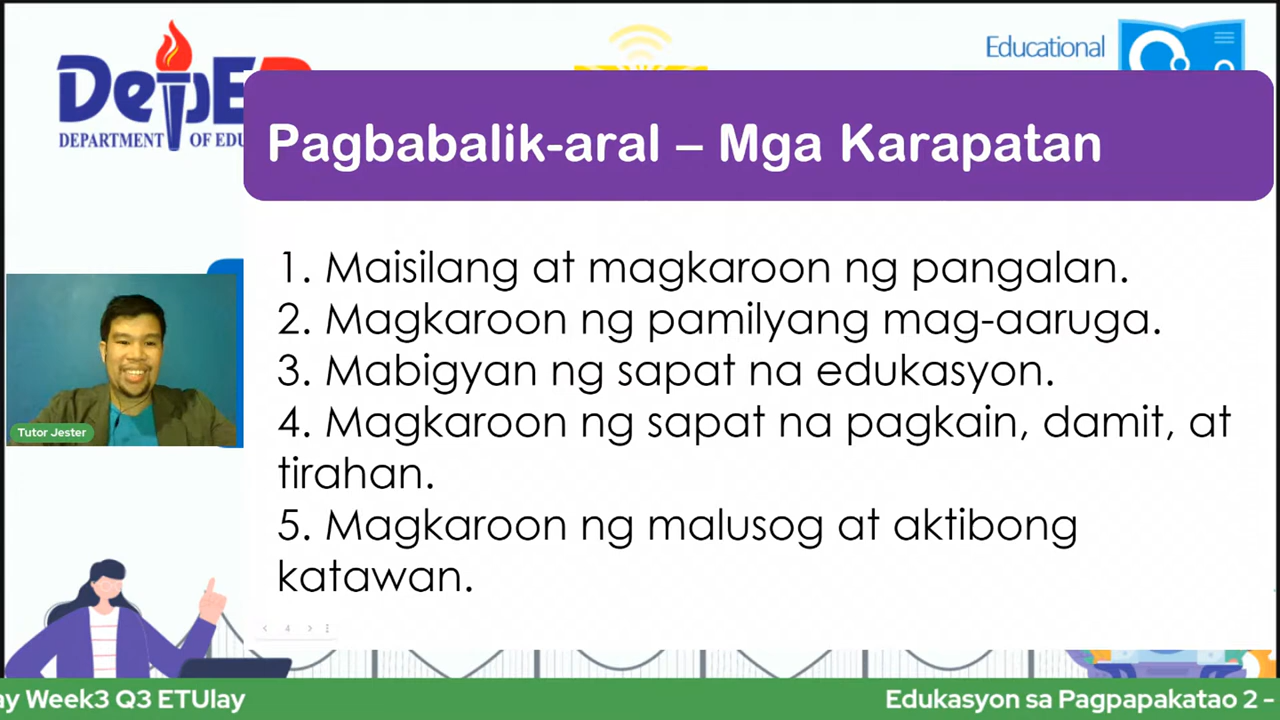 DepED
DEPARTMENT OF EDU
Educational
Pagbabalik-aral – Mga Karapatan
1. Maisilang at magkaroon ng pangalan.
2. Magkaroon ng pamilyang mag-aaruga.
3. Mabigyan ng sapat na edukasyon.
4. Magkaroon ng sapat na pagkain, damit, at
tirahan.
5. Magkaroon ng malusog at aktibong
katawan.
Tutor Jester
4
ay Week3 Q3 ETUlay
Edukasyon sa Pagpapakatao 2 -